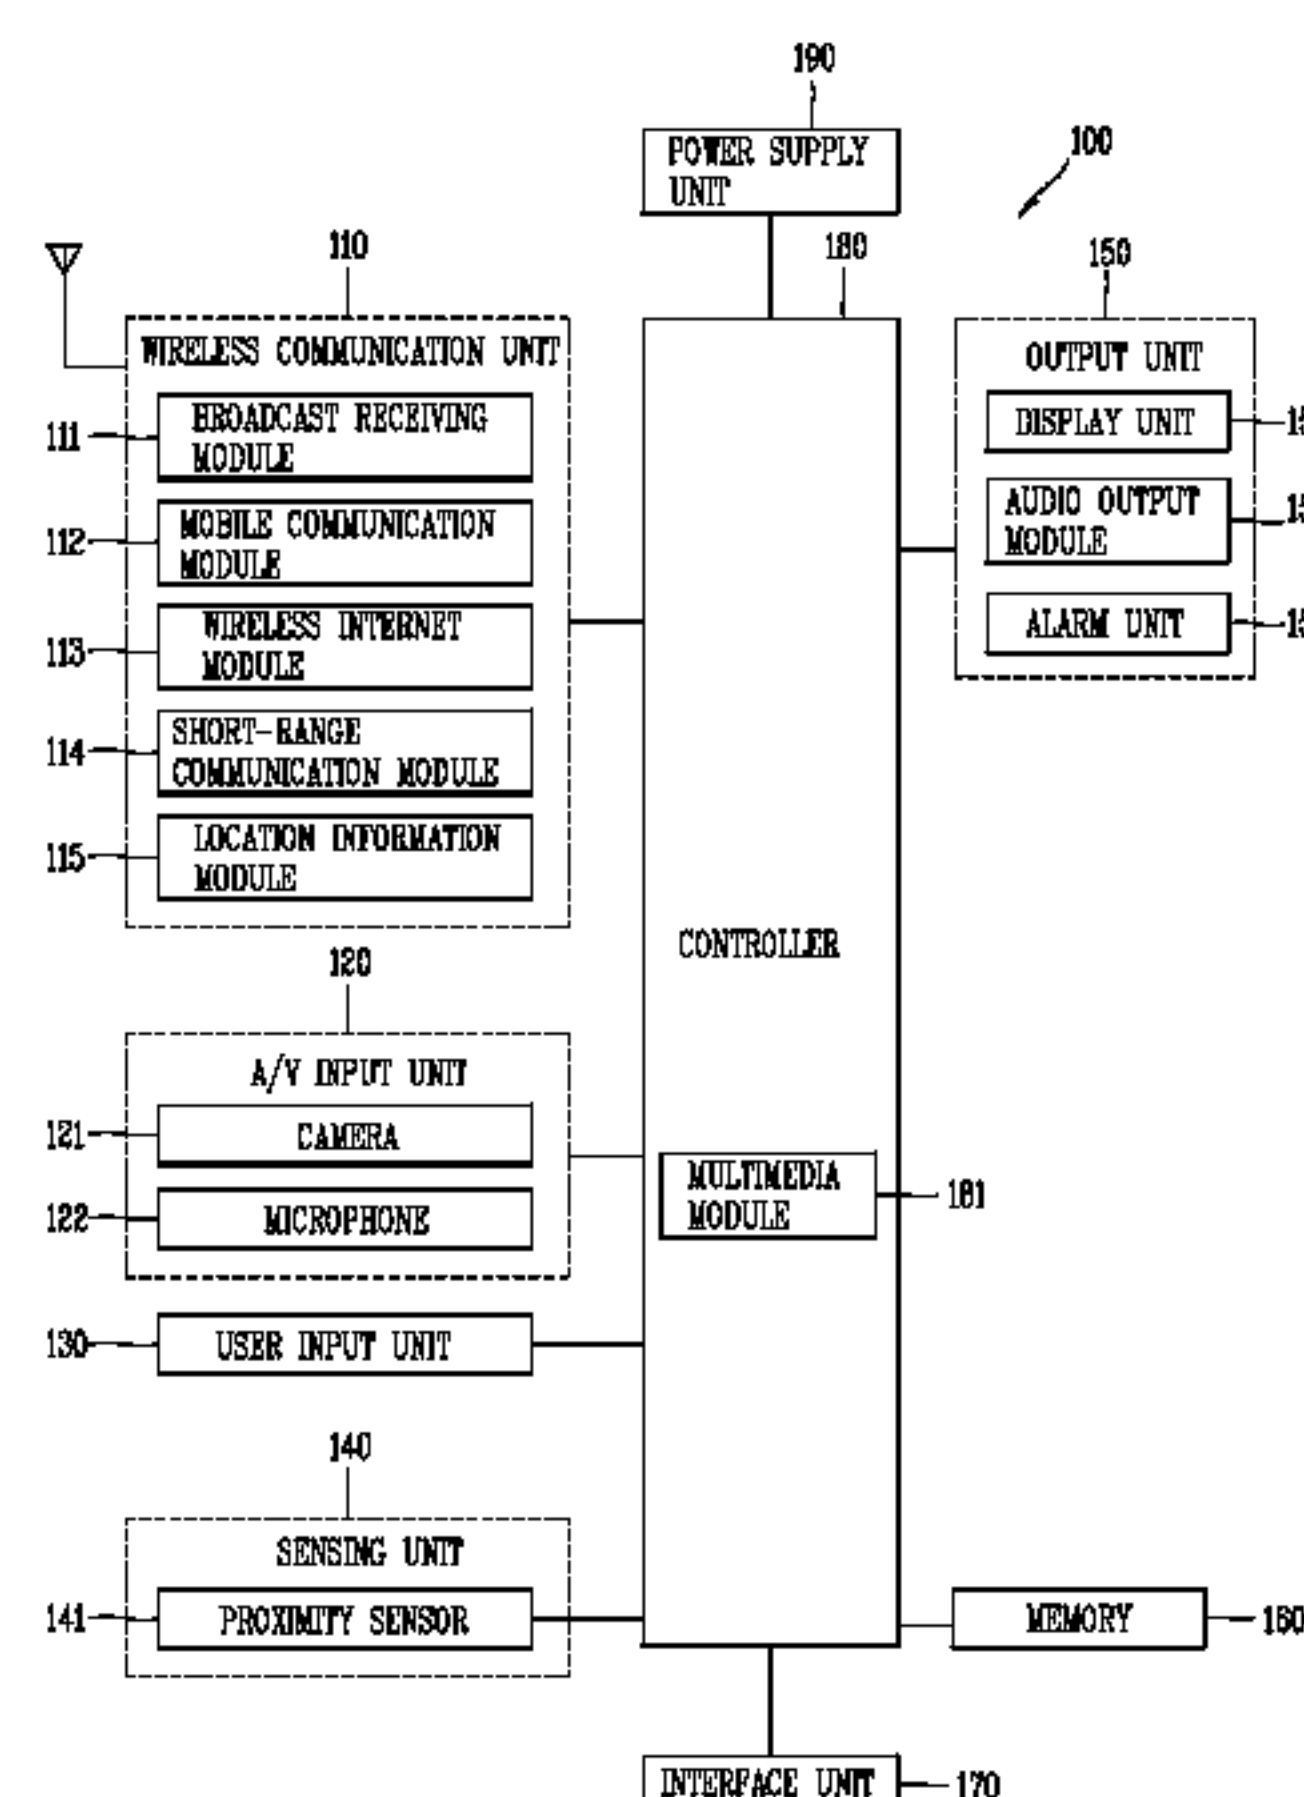 190
POWER SUPPLY
UNIT
100
110
180
150
WIRELESS COMMUNICATION UNIT
OUTPUT UNIT
111
BROADCAST RECEIVING
MODULE
DISPLAY UNIT
112
MOBILE COMMUNICATION
MODULE
AUDIO OUTPUT
MODULE
113
WIRELESS INTERNET
MODULE
ALARM UNIT
114
SHORT-RANGE
COMMUNICATION MODULE
115
LOCATION INFORMATION
MODULE
CONTROLLER
120
A/V INPUT UNIT
121
CAMERA
122
MICROPHONE
MULTIMEDIA
MODULE
181
130
USER INPUT UNIT
140
SENSING UNIT
141
PROXIMITY SENSOR
MEMORY
160
INTERFACE UNIT
170